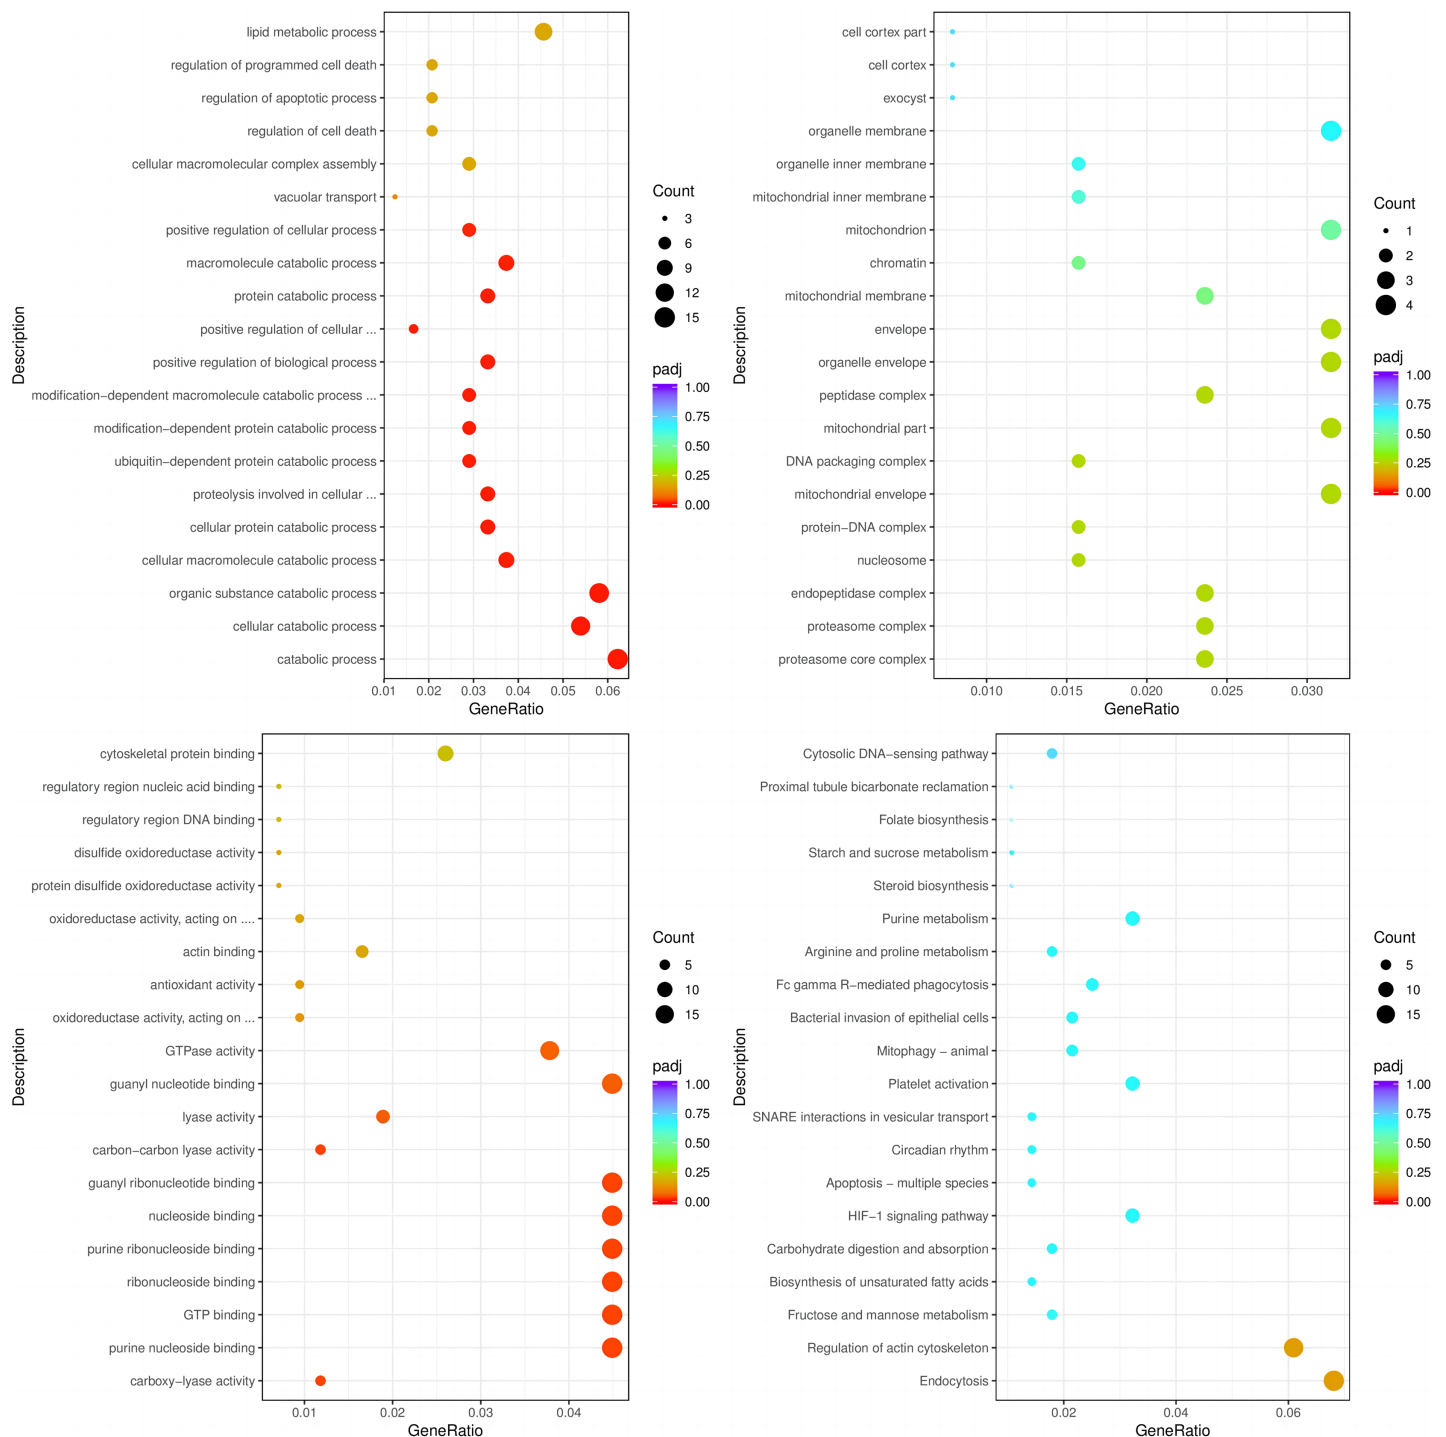 lipid metabolic process
regulation of programmed cell death
regulation of apoptotic process
regulation of cell death
cellular macromolecular complex assembly
vacuolar transport
positive regulation of cellular process
macromolecule catabolic process
protein catabolic process
positive regulation of cellular ...
positive regulation of biological process
modification−dependent macromolecule catabolic process ...
modification−dependent protein catabolic process
ubiquitin−dependent protein catabolic process
proteolysis involved in cellular ...
cellular protein catabolic process
cellular macromolecule catabolic process
organic substance catabolic process
cellular catabolic process
catabolic process
Description
0.01 0.02 0.03 0.04 0.05 0.06
GeneRatio
Count
3
6
9
12
15
padj
1.00
0.75
0.50
0.25
0.00
cell cortex part
cell cortex
exocyst
organelle membrane
organelle inner membrane
mitochondrial inner membrane
mitochondrion
chromatin
mitochondrial membrane
envelope
organelle envelope
peptidase complex
mitochondrial part
DNA packaging complex
mitochondrial envelope
protein−DNA complex
nucleosome
endopeptidase complex
proteasome complex
proteasome core complex
Description
0.010 0.015 0.020 0.025 0.030
GeneRatio
Count
1
2
3
4
padj
1.00
0.75
0.50
0.25
0.00
cytoskeletal protein binding
regulatory region nucleic acid binding
regulatory region DNA binding
disulfide oxidoreductase activity
protein disulfide oxidoreductase activity
oxidoreductase activity, acting on ....
actin binding
antioxidant activity
oxidoreductase activity, acting on ...
GTPase activity
guanyl nucleotide binding
lyase activity
carbon−carbon lyase activity
guanyl ribonucleotide binding
nucleoside binding
purine ribonucleoside binding
ribonucleoside binding
GTP binding
purine nucleoside binding
carboxy−lyase activity
Description
0.01 0.02 0.03 0.04
GeneRatio
Count
5
10
15
padj
1.00
0.75
0.50
0.25
0.00
Cytosolic DNA−sensing pathway
Proximal tubule bicarbonate reclamation
Folate biosynthesis
Starch and sucrose metabolism
Steroid biosynthesis
Purine metabolism
Arginine and proline metabolism
Fc gamma R−mediated phagocytosis
Bacterial invasion of epithelial cells
Mitophagy − animal
Platelet activation
SNARE interactions in vesicular transport
Circadian rhythm
Apoptosis − multiple species
HIF−1 signaling pathway
Carbohydrate digestion and absorption
Biosynthesis of unsaturated fatty acids
Fructose and mannose metabolism
Regulation of actin cytoskeleton
Endocytosis
Description
0.02 0.04 0.06
GeneRatio
Count
5
10
15
padj
1.00
0.75
0.50
0.25
0.00